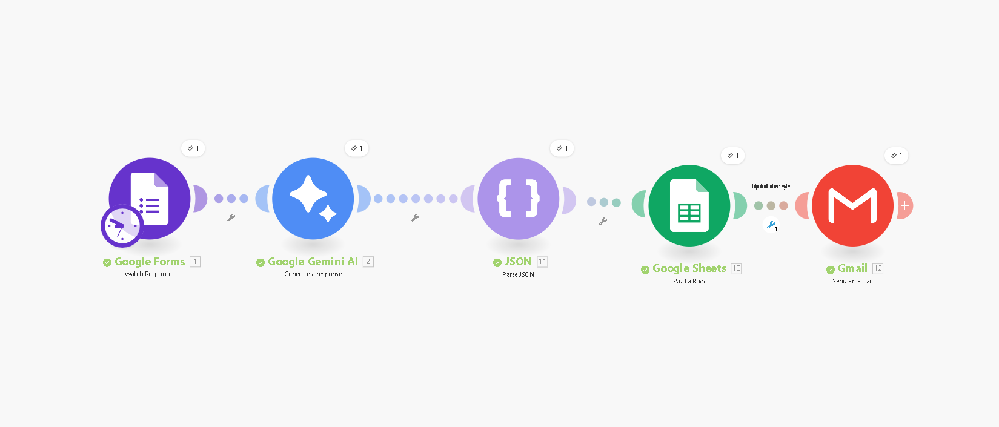 1
1
1
1
1
Google Forms 1
Watch Responses
Google Gemini AI 2
Generate a response
JSON 11
Parse JSON
1
Google Sheets 10
Add a Row
Gmail 12
Send an email